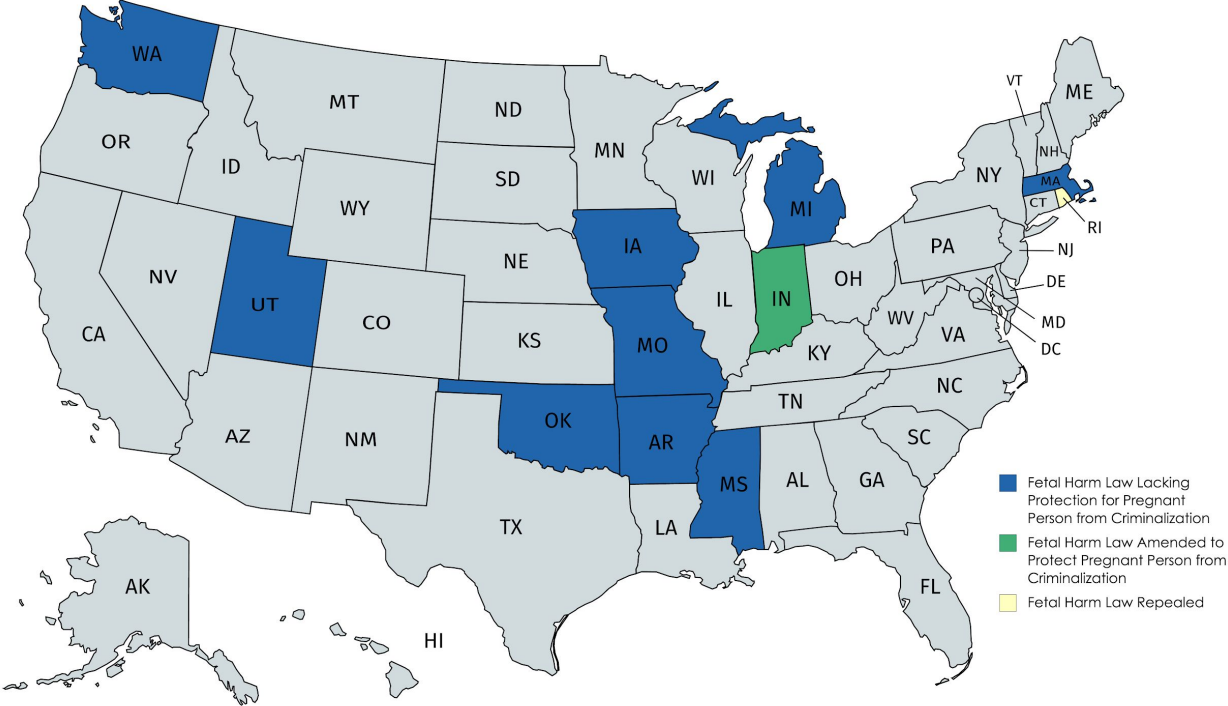 WA
MT
ND
MN
VT
ME
OR
ID
SD
WI
NY
NH
WY
MI
MA
CT
RI
IA
PA
NJ
NV
NE
OH
DE
UT
IL
IN
CA
CO
KS
MO
WV
VA
MD
KY
DC
NC
TN
AZ
NM
OK
AR
SC
MS
AL
GA
TX
LA
AK
FL
HI
Fetal Harm Law Lacking
Protection for Pregnant
Person from Criminalization
Fetal Harm Law Amended to
Protect Pregnant Person from
Criminalization
Fetal Harm Law Repealed